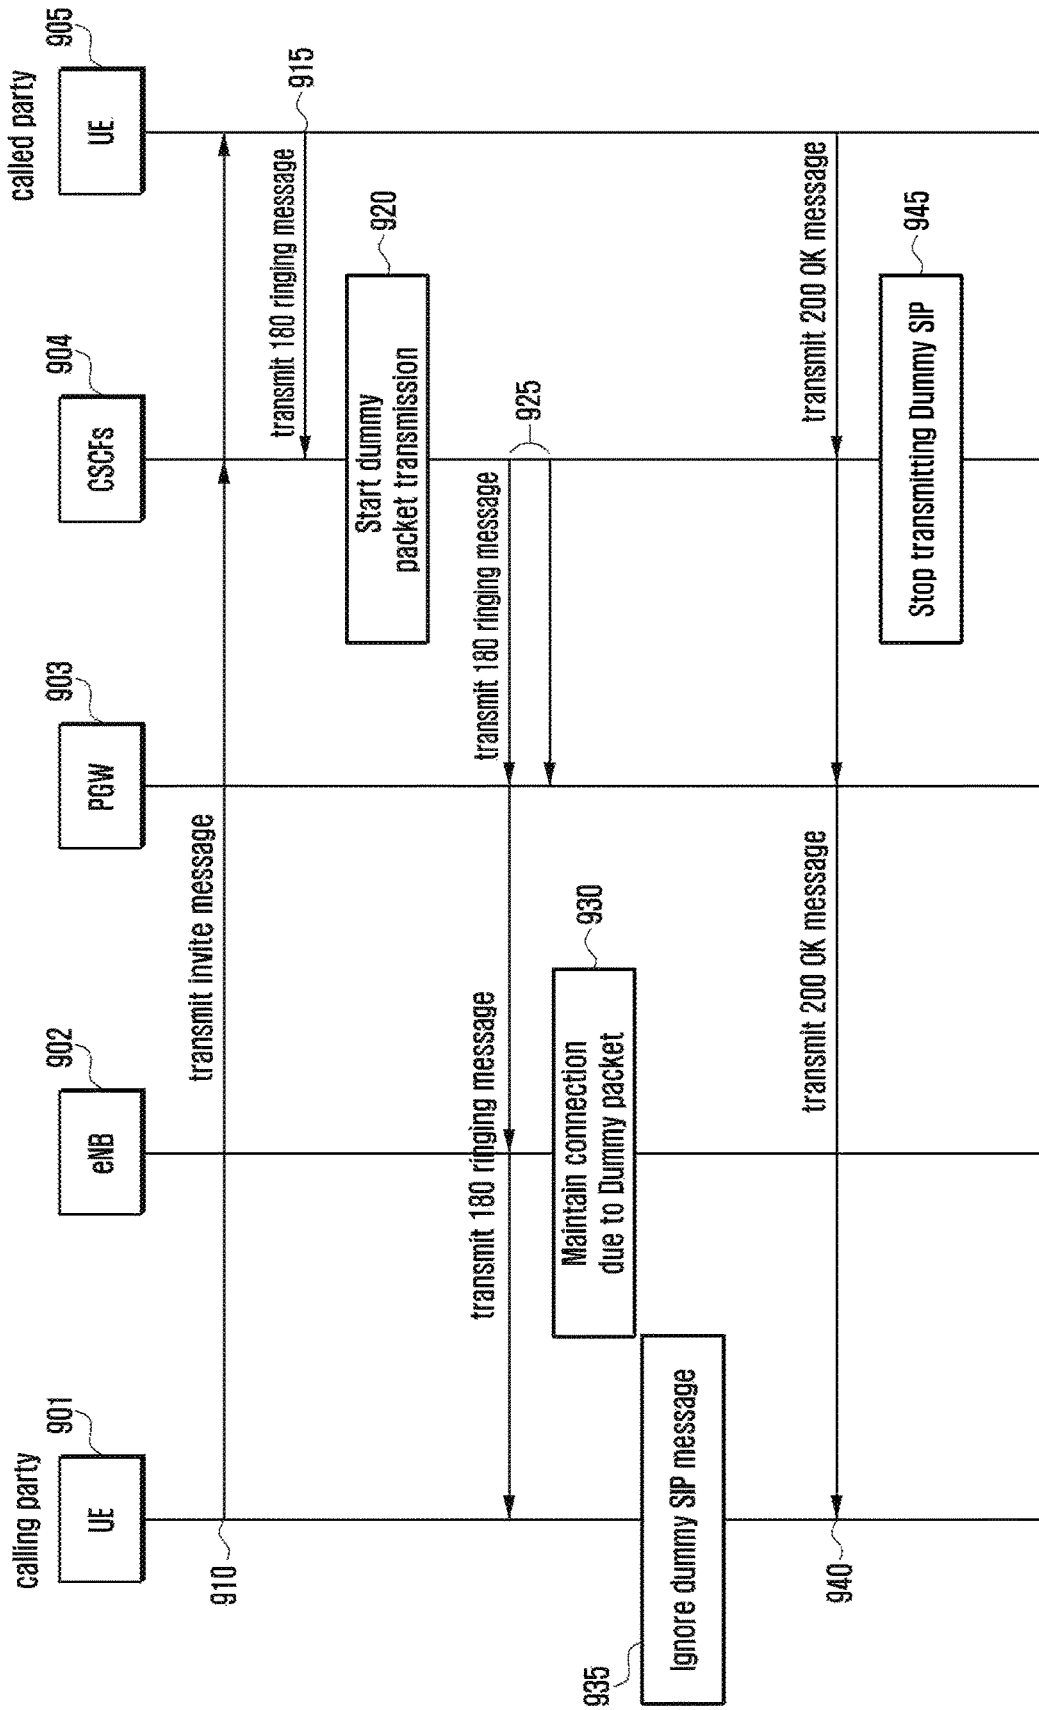 calling party
called party
901
902
903
904
905
UE
eNB
PGW
CSCFs
UE
910
transmit invite message
transmit 180 ringing message
915
Start dummy
packet transmission
920
transmit 180 ringing message
transmit 180 ringing message
925
Maintain connection
due to Dummy packet
930
935
Ignore dummy SIP message
940
transmit 200 OK message
transmit 200 OK message
Stop transmitting Dummy SIP
945